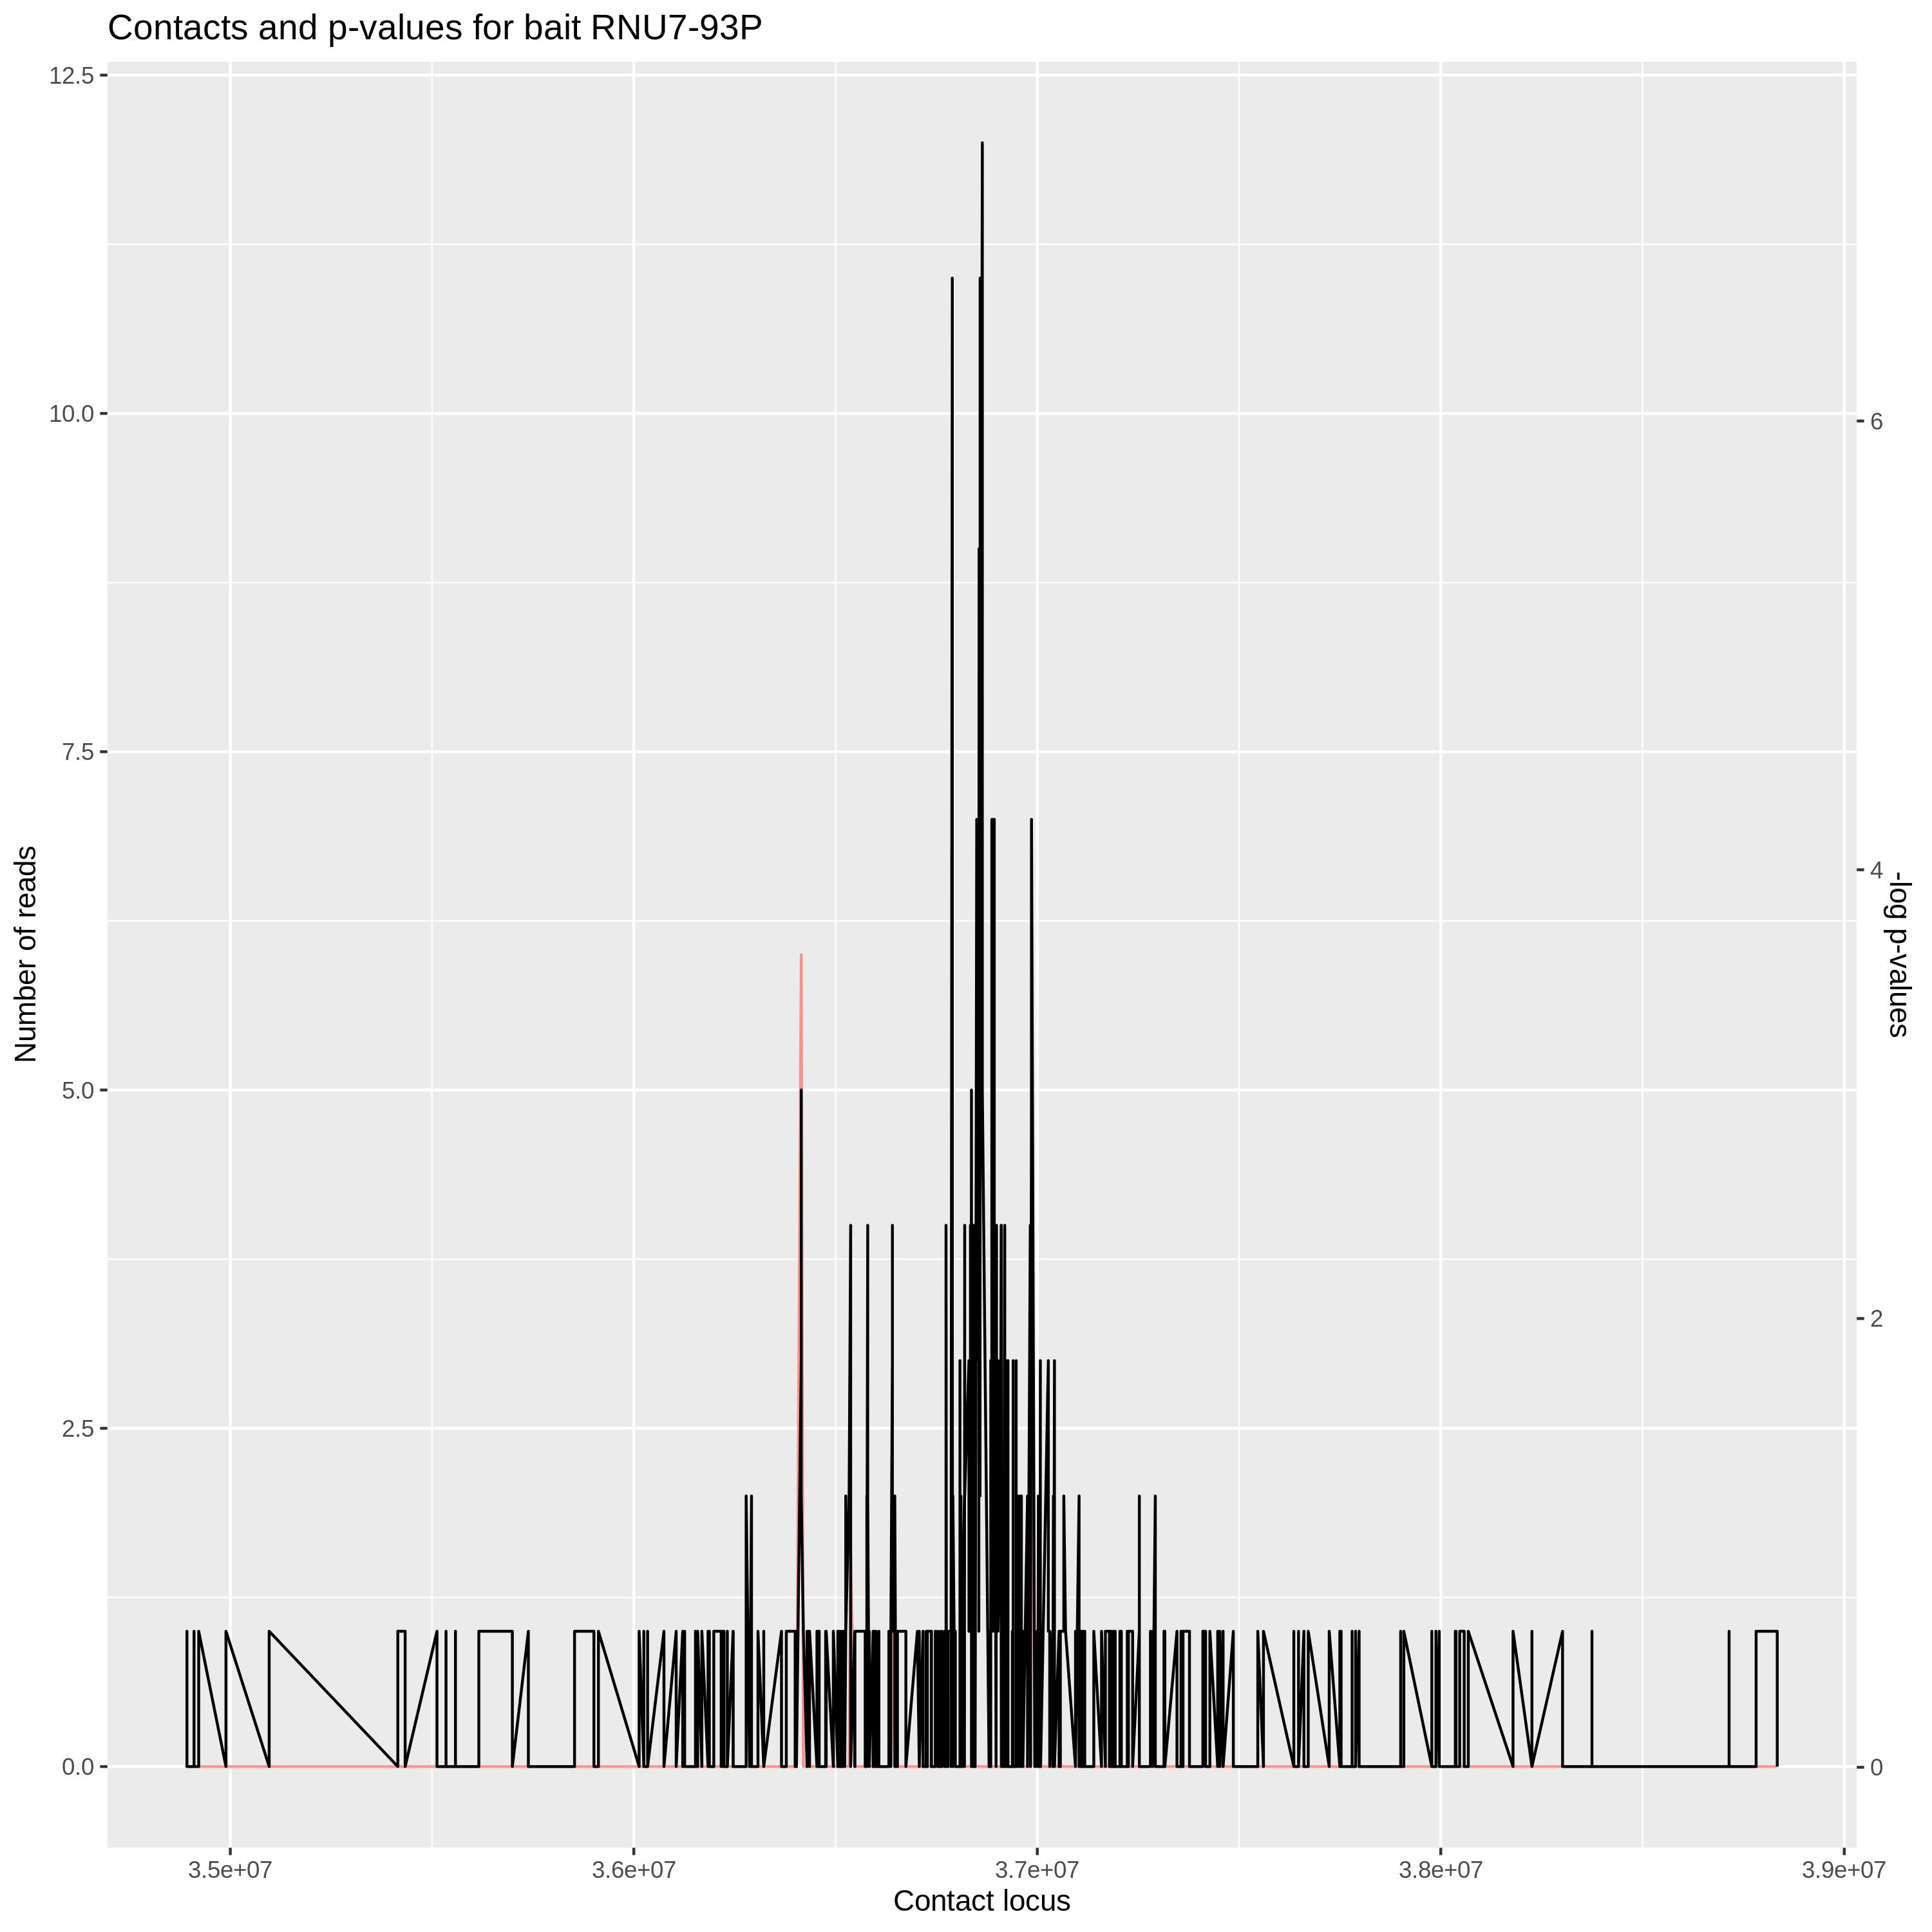 Contacts and p-values for bait RNU7-93P
12.5
10.0
7.5
5.0
2.5
0.0
Number of reads
6
4
2
0
-log p-values
3.5e+07
3.6e+07
3.7e+07
3.8e+07
3.9e+07
Contact locus